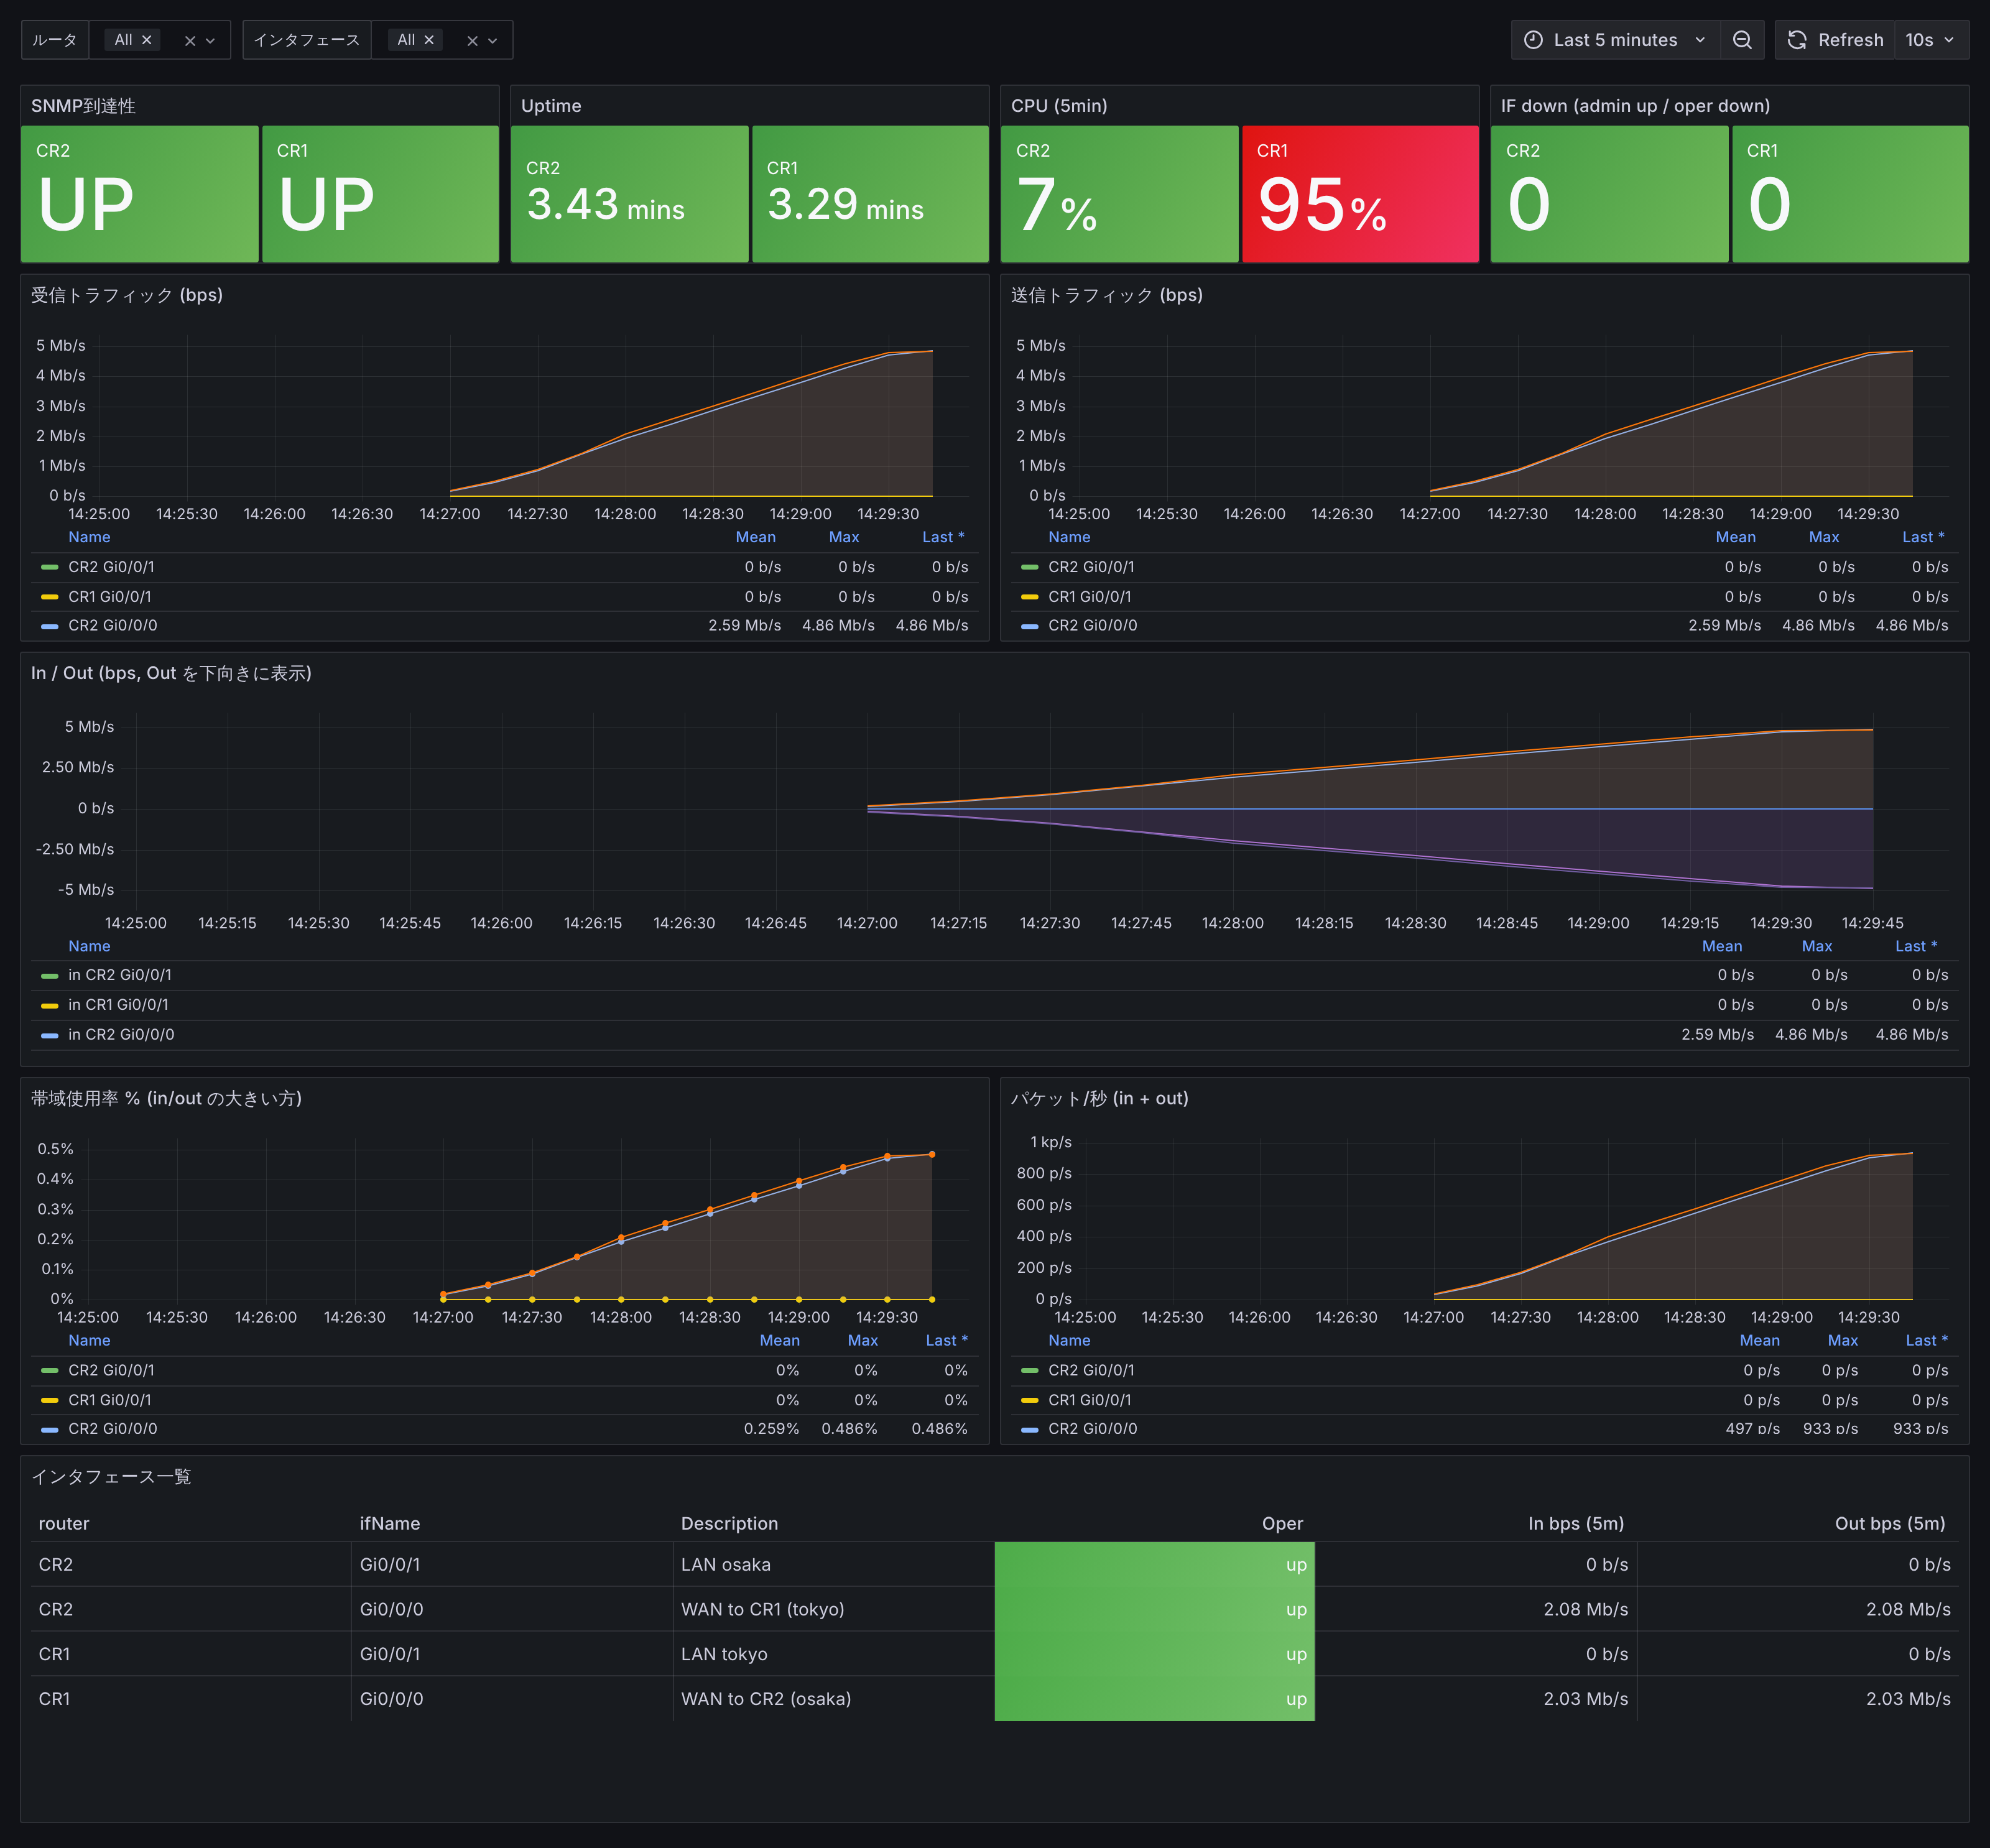 ルータ All インタフェース All Last 5 minutes Refresh 10s
SNMP到達性
CR2 CR1
UP UP
Uptime
CR2 CR1
3.43 mins 3.29 mins
CPU (5min)
CR2 CR1
7% 95%
IF down (admin up / oper down)
CR2 CR1
0 0
受信トラフィック (bps)
5 Mb/s
4 Mb/s
3 Mb/s
2 Mb/s
1 Mb/s
0 b/s
14:25:00 14:25:30 14:26:00 14:26:30 14:27:00 14:27:30 14:28:00 14:28:30 14:29:00 14:29:30
Name Mean Max Last *
CR2 Gi0/0/1 0 b/s 0 b/s 0 b/s
CR1 Gi0/0/1 0 b/s 0 b/s 0 b/s
CR2 Gi0/0/0 2.59 Mb/s 4.86 Mb/s 4.86 Mb/s
送信トラフィック (bps)
5 Mb/s
4 Mb/s
3 Mb/s
2 Mb/s
1 Mb/s
0 b/s
14:25:00 14:25:30 14:26:00 14:26:30 14:27:00 14:27:30 14:28:00 14:28:30 14:29:00 14:29:30
Name Mean Max Last *
CR2 Gi0/0/1 0 b/s 0 b/s 0 b/s
CR1 Gi0/0/1 0 b/s 0 b/s 0 b/s
CR2 Gi0/0/0 2.59 Mb/s 4.86 Mb/s 4.86 Mb/s
In / Out (bps, Out を下向きに表示)
5 Mb/s
2.50 Mb/s
0 b/s
-2.50 Mb/s
-5 Mb/s
14:25:00 14:25:15 14:25:30 14:25:45 14:26:00 14:26:15 14:26:30 14:26:45 14:27:00 14:27:15 14:27:30 14:27:45 14:28:00 14:28:15 14:28:30 14:28:45 14:29:00 14:29:15 14:29:30 14:29:45
Name Mean Max Last *
in CR2 Gi0/0/1 0 b/s 0 b/s 0 b/s
in CR1 Gi0/0/1 0 b/s 0 b/s 0 b/s
in CR2 Gi0/0/0 2.59 Mb/s 4.86 Mb/s 4.86 Mb/s
帯域使用率 % (in/out の大きい方)
0.5%
0.4%
0.3%
0.2%
0.1%
0%
14:25:00 14:25:30 14:26:00 14:26:30 14:27:00 14:27:30 14:28:00 14:28:30 14:29:00 14:29:30
Name Mean Max Last *
CR2 Gi0/0/1 0% 0% 0%
CR1 Gi0/0/1 0% 0% 0%
CR2 Gi0/0/0 0.259% 0.486% 0.486%
パケット/秒 (in + out)
1 kp/s
800 p/s
600 p/s
400 p/s
200 p/s
0 p/s
14:25:00 14:25:30 14:26:00 14:26:30 14:27:00 14:27:30 14:28:00 14:28:30 14:29:00 14:29:30
Name Mean Max Last *
CR2 Gi0/0/1 0 p/s 0 p/s 0 p/s
CR1 Gi0/0/1 0 p/s 0 p/s 0 p/s
CR2 Gi0/0/0 497 p/s 933 p/s 933 p/s
インタフェース一覧
router ifName Description Oper In bps (5m) Out bps (5m)
CR2 Gi0/0/1 LAN osaka up 0 b/s 0 b/s
CR2 Gi0/0/0 WAN to CR1 (tokyo) up 2.08 Mb/s 2.08 Mb/s
CR1 Gi0/0/1 LAN tokyo up 0 b/s 0 b/s
CR1 Gi0/0/0 WAN to CR2 (osaka) up 2.03 Mb/s 2.03 Mb/s